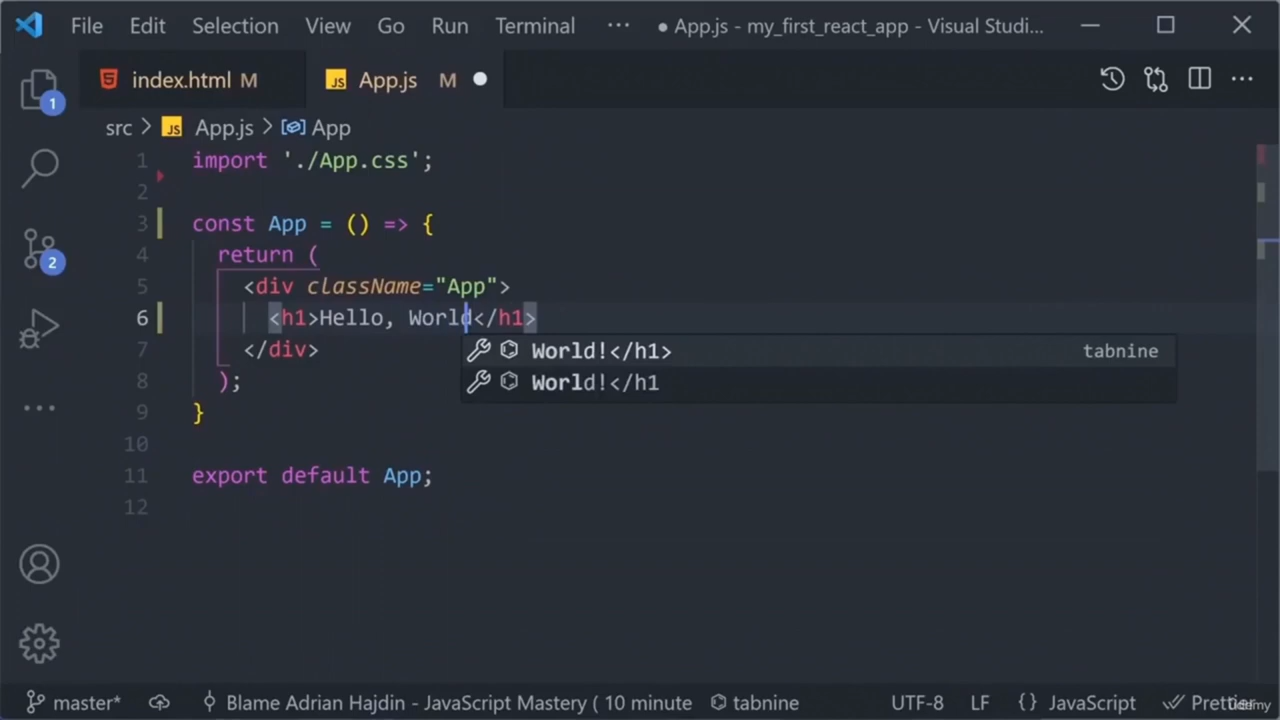 File Edit Selection View Go Run Terminal ··· ● App.js - my_first_react_app - Visual Studi...
index.html M App.js M
1
src > JS App.js > App
1 import './App.css';
2
3 const App = () => {
4 return (
5 <div className="App">
6 <h1>Hello, World</h1>
7 </div>
World!</h1> tabnine
8 );
World!</h1
9 }
10
11 export default App;
12
2
master* Blame Adrian Hajdin - JavaScript Mastery ( 10 minute tabnine UTF-8 LF {} JavaScript
udemy